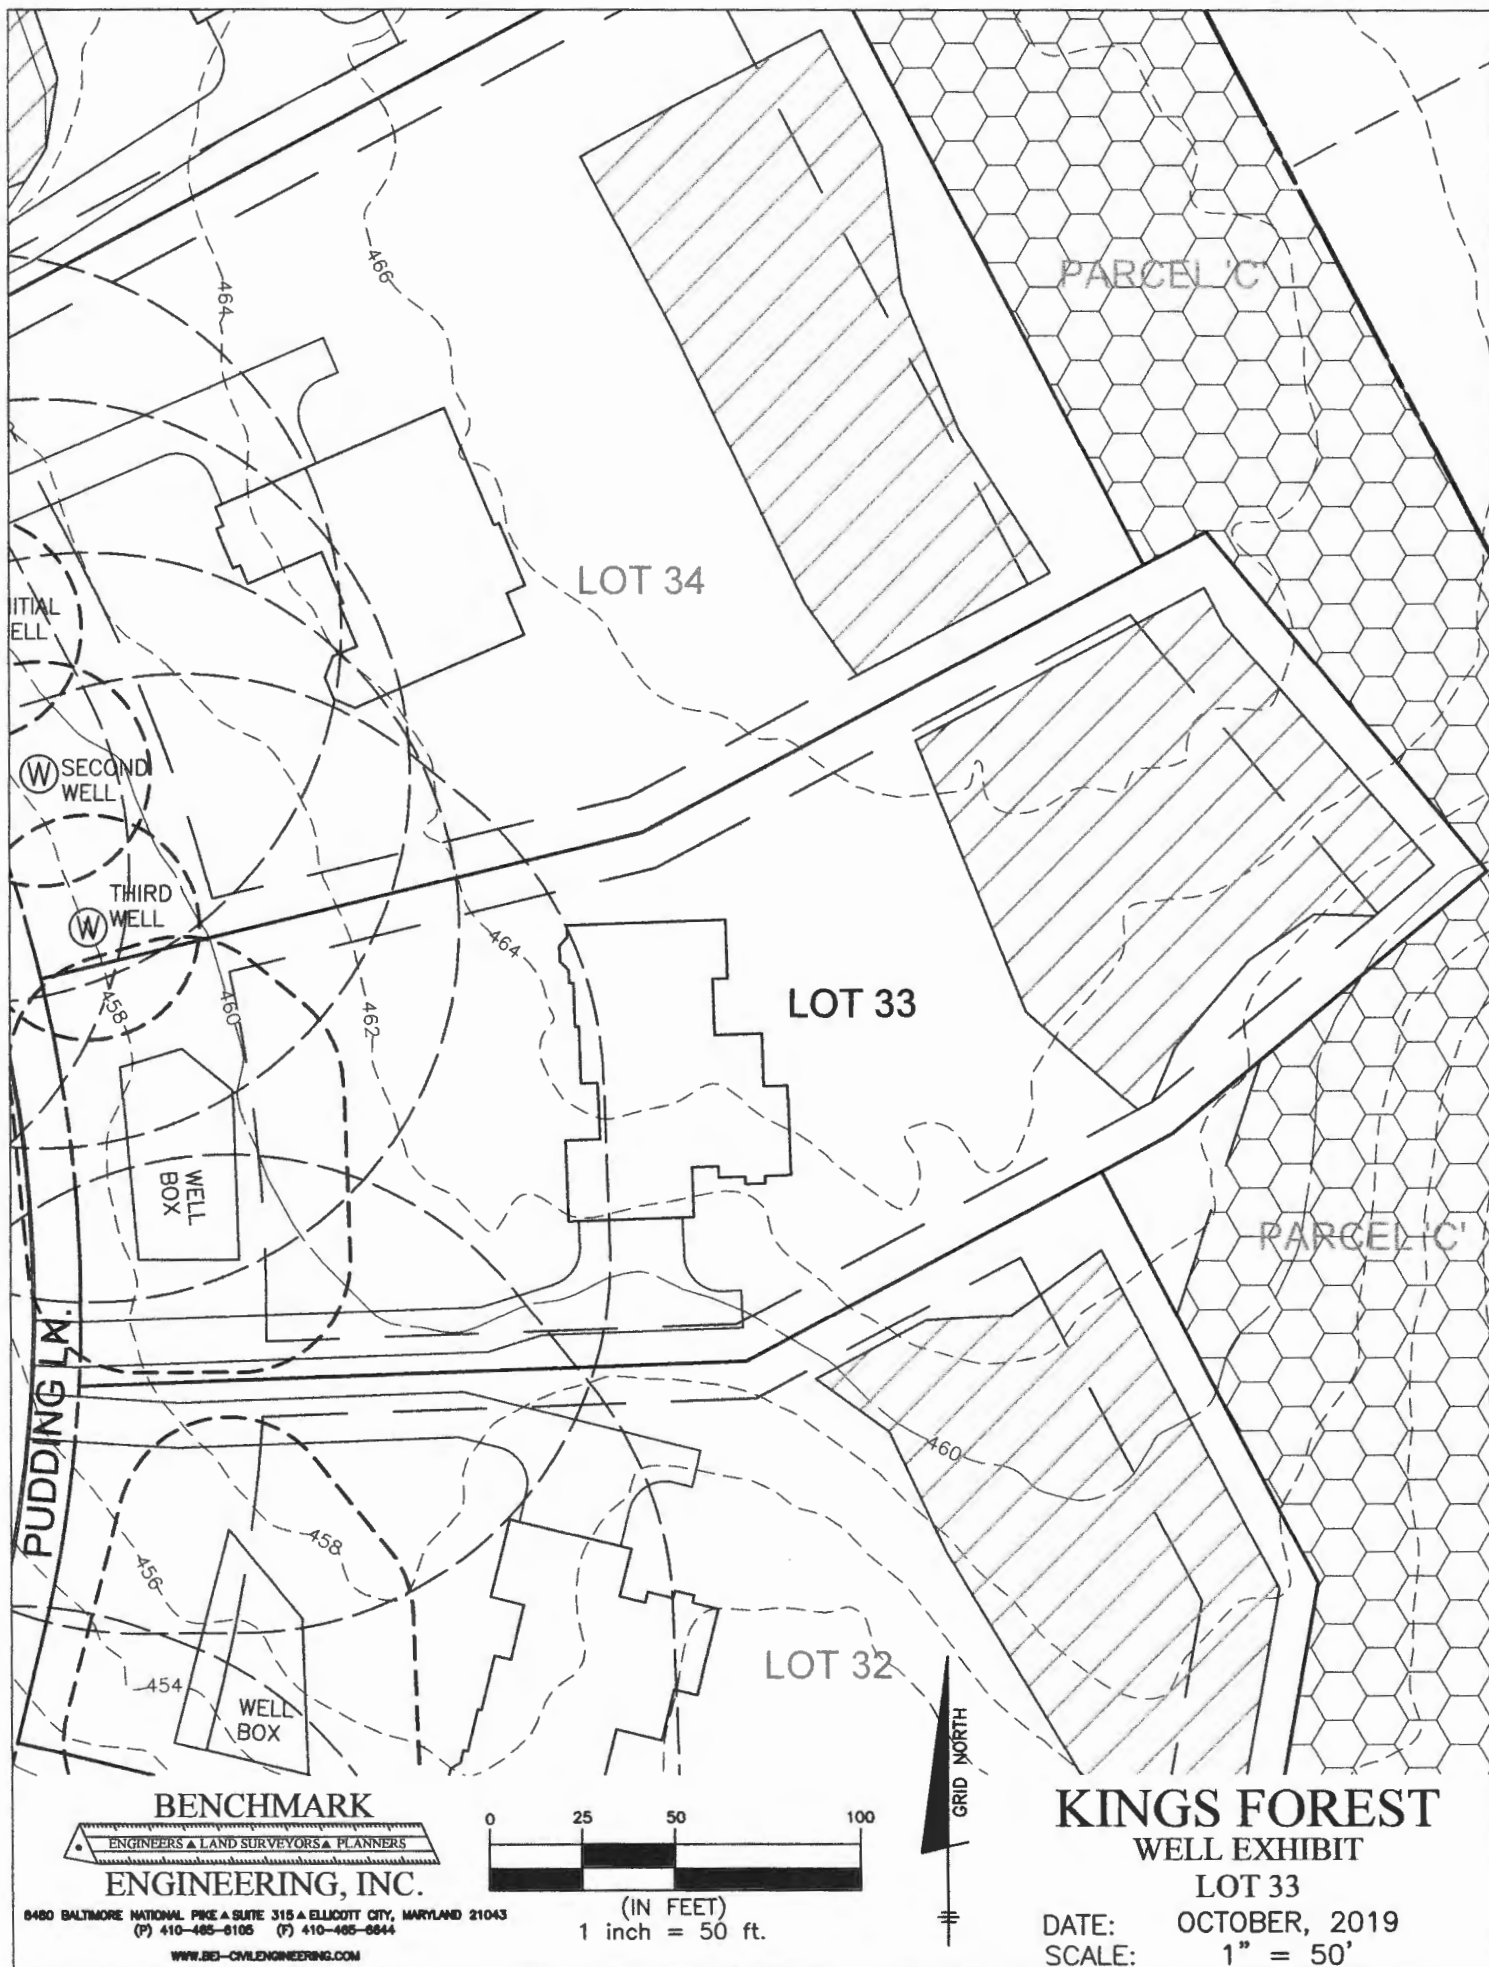 PARCEL 'C'
464
466
LOT 34
ITIAL
ELL
W SECOND
WELL
THIRD
W WELL
464
LOT 33
458
460
462
WELL
BOX
PARCEL 'C'
PUDDING LN.
460
458
456
LOT 32
454
WELL
BOX
GRID NORTH
BENCHMARK
ENGINEERS ▲ LAND SURVEYORS ▲ PLANNERS
ENGINEERING, INC.
8480 BALTIMORE NATIONAL PIKE ▲ SUITE 315 ▲ ELLICOTT CITY, MARYLAND 21043
(P) 410-465-6105 (F) 410-465-6644
WWW.BEI-CIVILENGINEERING.COM
0 25 50 100
(IN FEET)
1 inch = 50 ft.
KINGS FOREST
WELL EXHIBIT
LOT 33
DATE: OCTOBER, 2019
SCALE: 1" = 50'